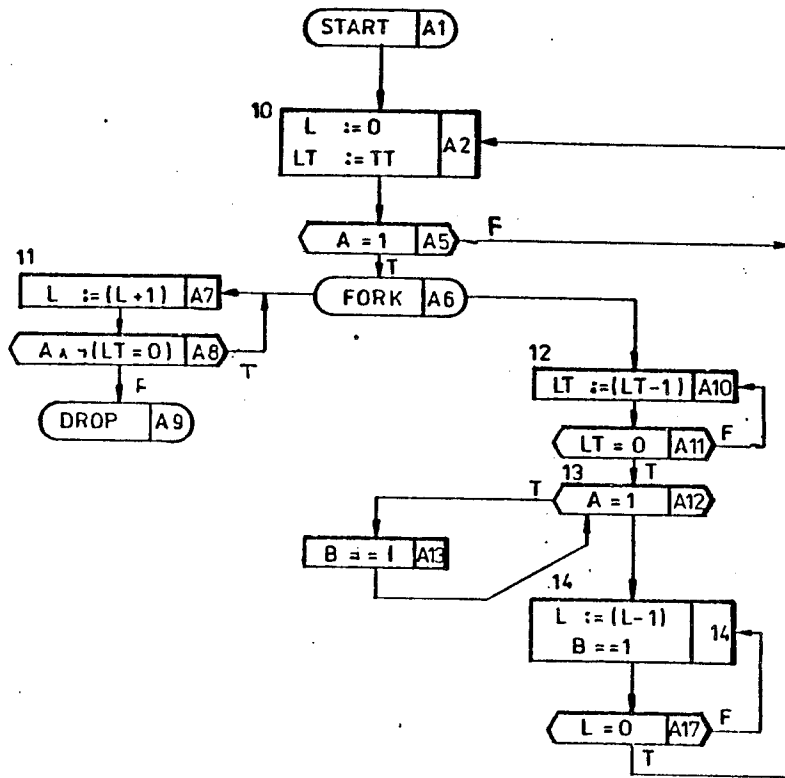 START A1
10
L := 0
LT := TT
A2
A = 1 A5 F
T
11
L := (L+1) A7
FORK A6
A ∧ ¬(LT = 0) A8 T
F
DROP A9
12
LT := (LT-1) A10
LT = 0 A11 F
T
13
A = 1 A12
T
B == 1 A13
14
L := (L-1)
B == 1
14
L = 0 A17 F
T